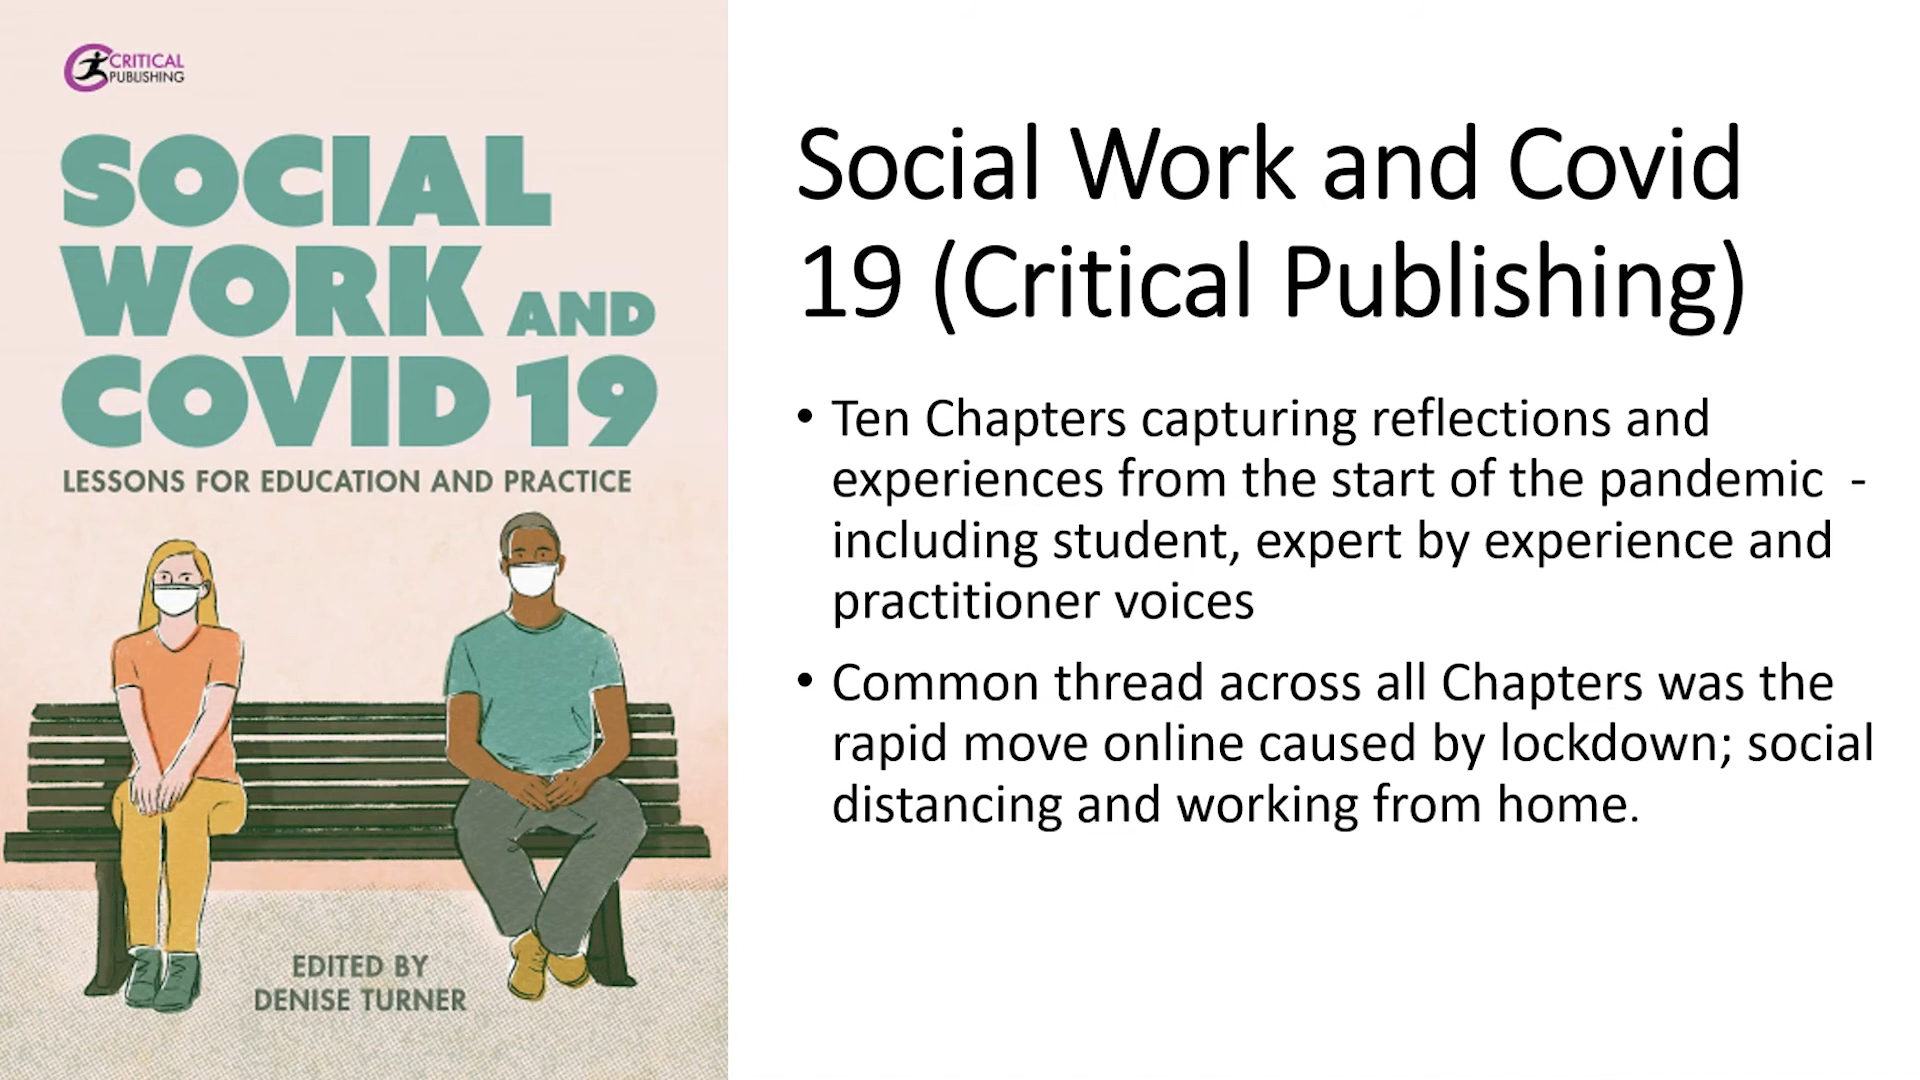 CRITICAL
PUBLISHING
SOCIAL
WORK AND
COVID 19
LESSONS FOR EDUCATION AND PRACTICE
EDITED BY
DENISE TURNER
Social Work and Covid
19 (Critical Publishing)
• Ten Chapters capturing reflections and
experiences from the start of the pandemic -
including student, expert by experience and
practitioner voices
• Common thread across all Chapters was the
rapid move online caused by lockdown; social
distancing and working from home.